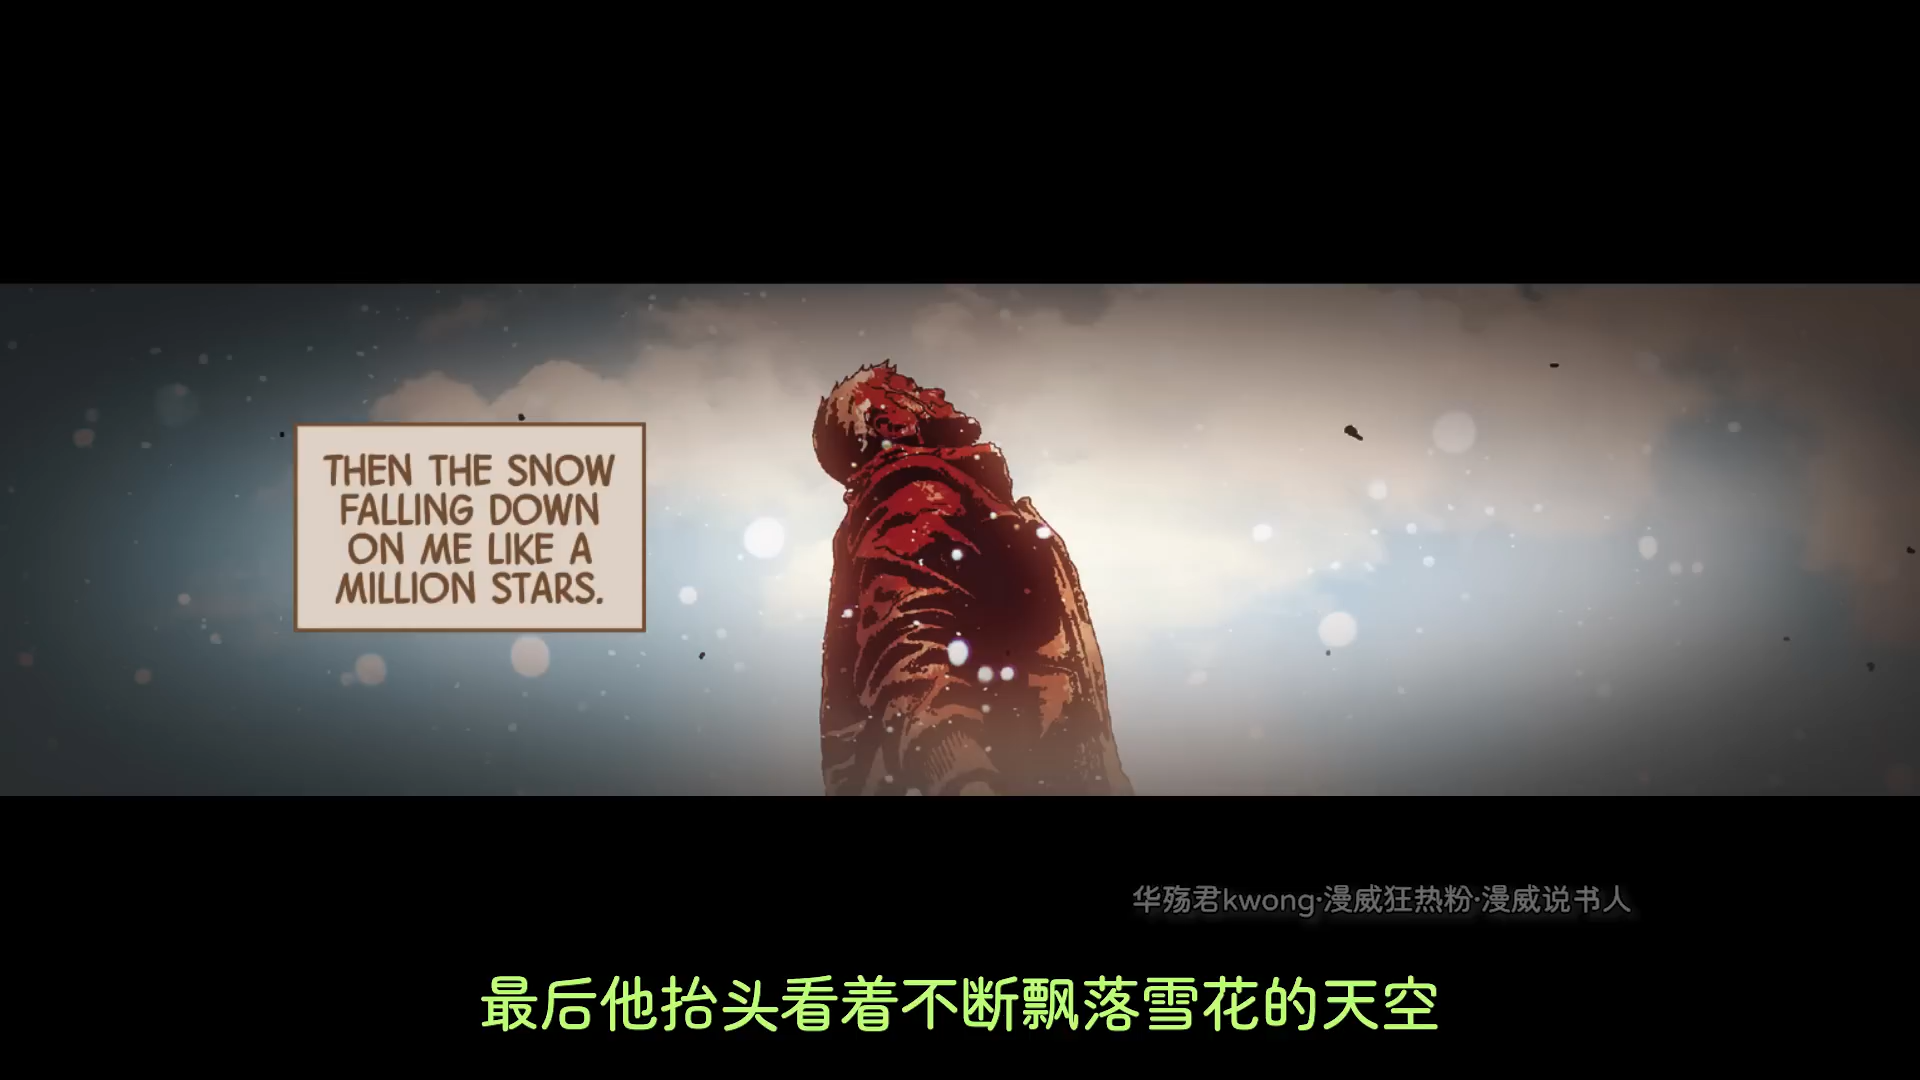 THEN THE SNOW
FALLING DOWN
ON ME LIKE A
MILLION STARS.
华殇君kwong·漫威狂热粉·漫威说书人
最后他抬头看着不断飘落雪花的天空